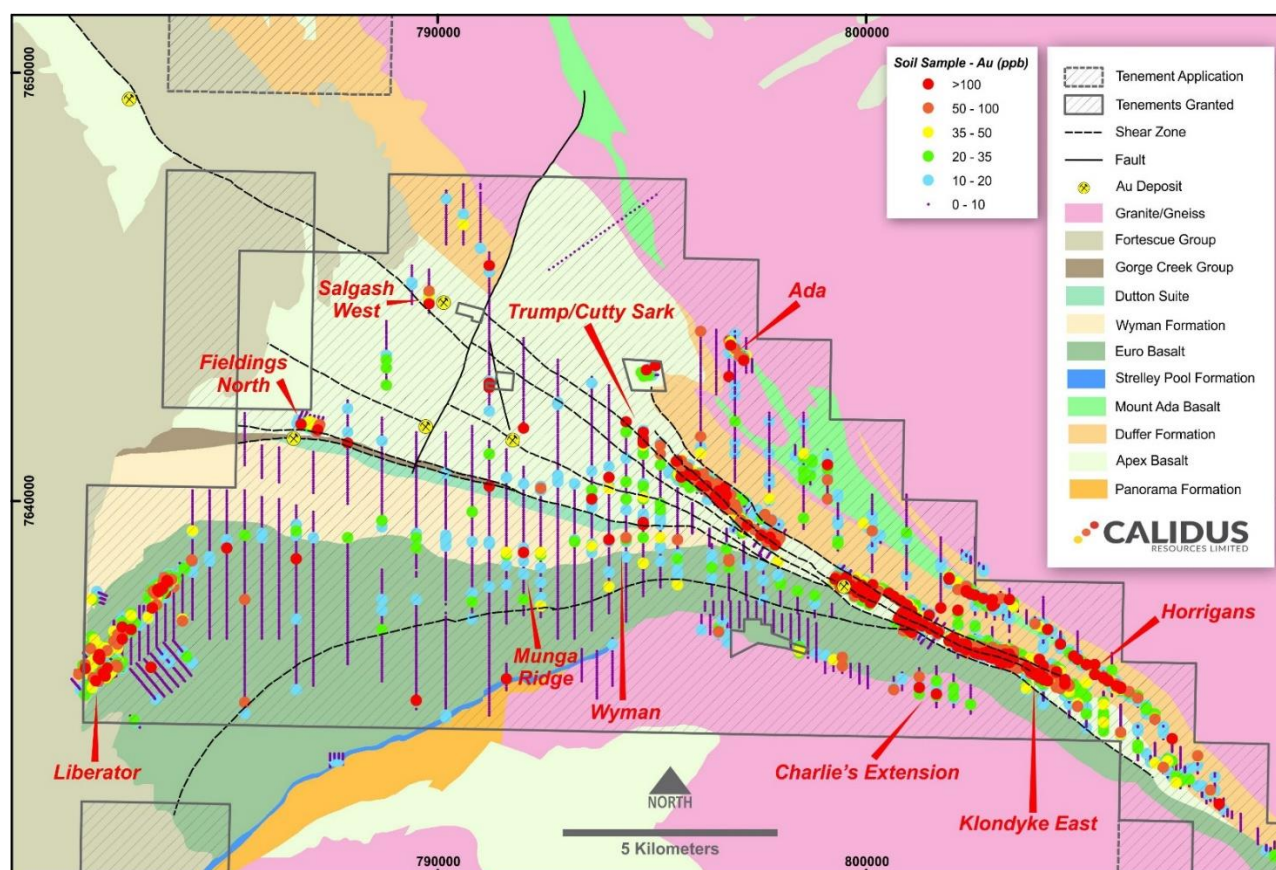 790000
800000
7650000
7640000
Soil Sample - Au (ppb)
>100
50 - 100
35 - 50
20 - 35
10 - 20
0 - 10
Tenement Application
Tenements Granted
Shear Zone
Fault
Au Deposit
Granite/Gneiss
Fortescue Group
Gorge Creek Group
Dutton Suite
Wyman Formation
Euro Basalt
Strelley Pool Formation
Mount Ada Basalt
Duffer Formation
Apex Basalt
Panorama Formation
CALIDUS
RESOURCES LIMITED
Salgash
West
Trump/Cutty Sark
Ada
Fieldings
North
Horrigans
Munga
Ridge
Wyman
Liberator
Charlie's Extension
Klondyke East
NORTH
5 Kilometers
790000
800000